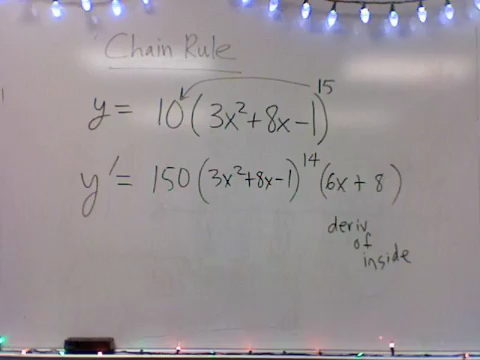 Chain Rule
y = 10(3x²+8x-1)¹⁵
y' = 150(3x²+8x-1)¹⁴(6x+8)
deriv
of
inside